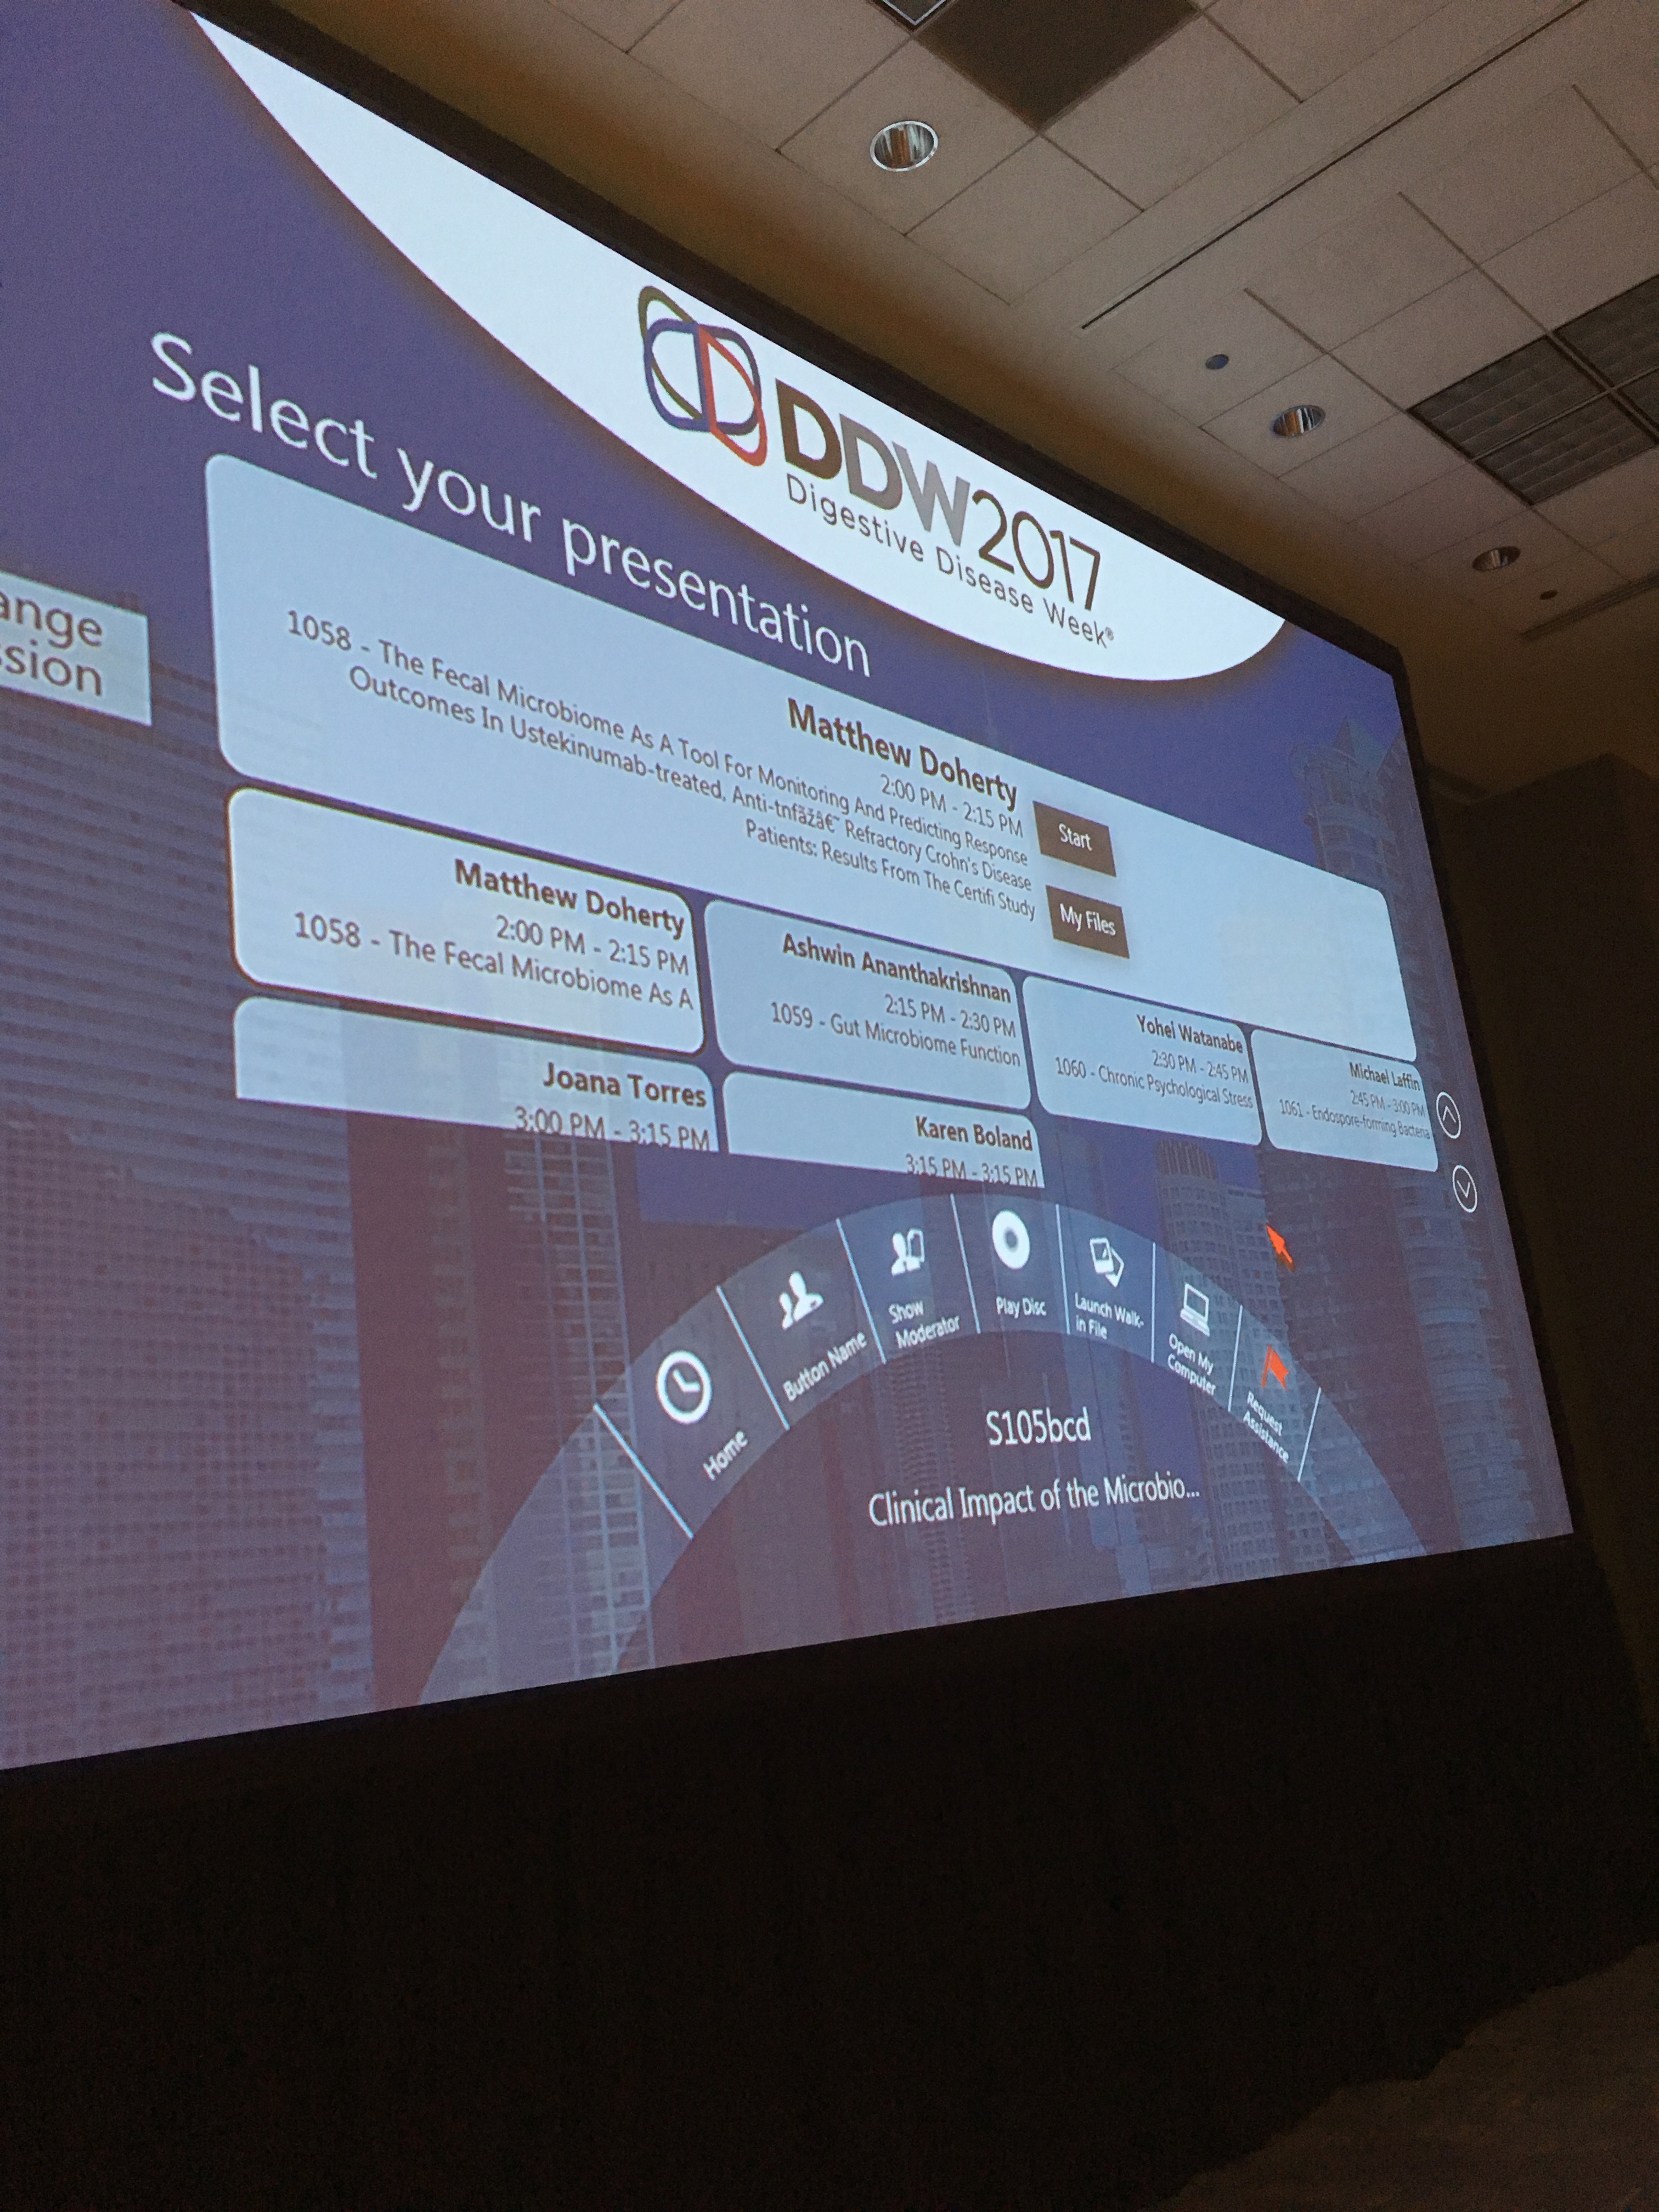 DDW2017
Digestive Disease Week®
Select your presentation
ange
ssion
Matthew Doherty
2:00 PM - 2:15 PM
1058 - The Fecal Microbiome As A Tool For Monitoring And Predicting Response
Outcomes In Ustekinumab-treated, Anti-tnfãžâ€˜ Refractory Crohn's Disease
Patients: Results From The Certifi Study
Start
My Files
Matthew Doherty
2:00 PM - 2:15 PM
1058 - The Fecal Microbiome As A
Ashwin Ananthakrishnan
2:15 PM - 2:30 PM
1059 - Gut Microbiome Function
Yohei Watanabe
2:30 PM - 2:45 PM
1060 - Chronic Psychological Stress
Michael Laffin
2:45 PM - 3:00 PM
1061 - Endospore-forming Bacteria
Joana Torres
3:00 PM - 3:15 PM
Karen Boland
3:15 PM - 3:15 PM
Home
Button Name
Show
Moderator
Play Disc
Launch Walk-
in File
Open My
Computer
Request
Assistance
S105bcd
Clinical Impact of the Microbio...